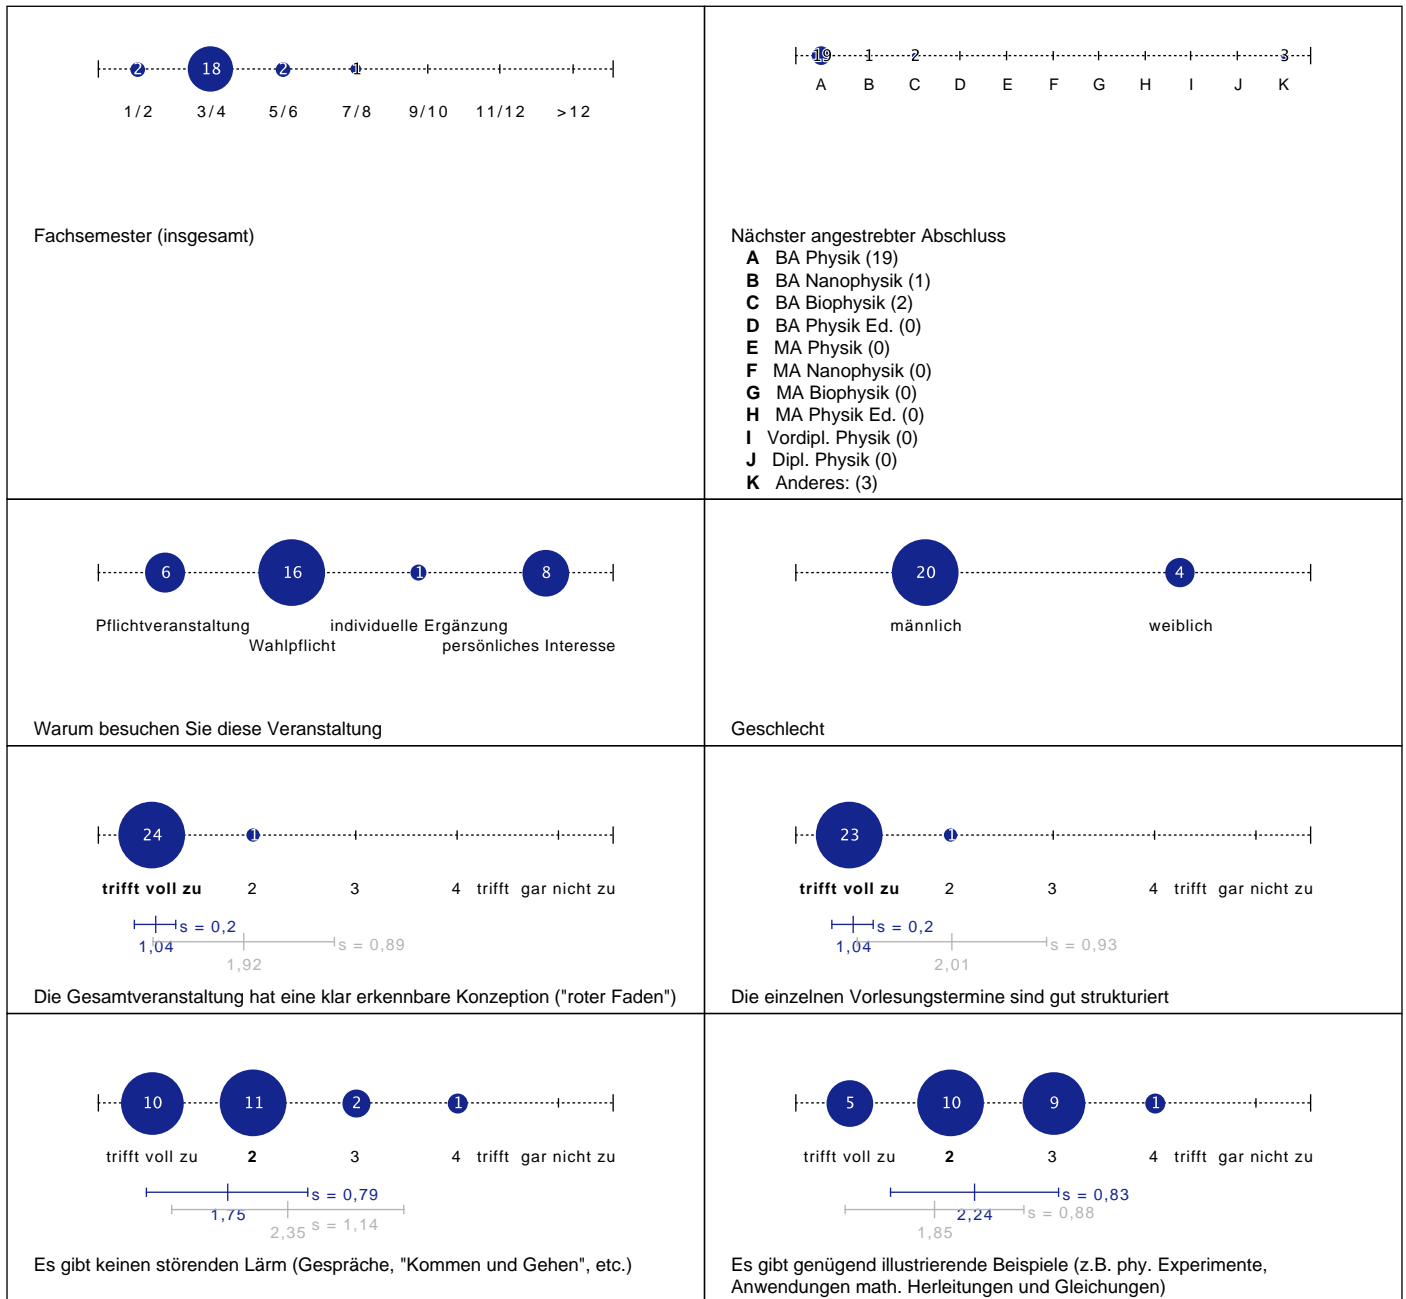 2 18 2 1
1/2 3/4 5/6 7/8 9/10 11/12 >12
Fachsemester (insgesamt)
19 1 2 3
A B C D E F G H I J K
Nächster angestrebter Abschluss
A BA Physik (19)
B BA Nanophysik (1)
C BA Biophysik (2)
D BA Physik Ed. (0)
E MA Physik (0)
F MA Nanophysik (0)
G MA Biophysik (0)
H MA Physik Ed. (0)
I Vordipl. Physik (0)
J Dipl. Physik (0)
K Anderes: (3)
6 16 1 8
Pflichtveranstaltung individuelle Ergänzung
Wahlpflicht persönliches Interesse
Warum besuchen Sie diese Veranstaltung
20 4
männlich weiblich
Geschlecht
24 1
trifft voll zu 2 3 4 trifft gar nicht zu
s = 0,2
1,04 s = 0,89
1,92
Die Gesamtveranstaltung hat eine klar erkennbare Konzeption ("roter Faden")
23 1
trifft voll zu 2 3 4 trifft gar nicht zu
s = 0,2
1,04 s = 0,93
2,01
Die einzelnen Vorlesungstermine sind gut strukturiert
10 11 2 1
trifft voll zu 2 3 4 trifft gar nicht zu
s = 0,79
1,75 s = 1,14
2,35
Es gibt keinen störenden Lärm (Gespräche, "Kommen und Gehen", etc.)
5 10 9 1
trifft voll zu 2 3 4 trifft gar nicht zu
s = 0,83
2,24 s = 0,88
1,85
Es gibt genügend illustrierende Beispiele (z.B. phy. Experimente,
Anwendungen math. Herleitungen und Gleichungen)